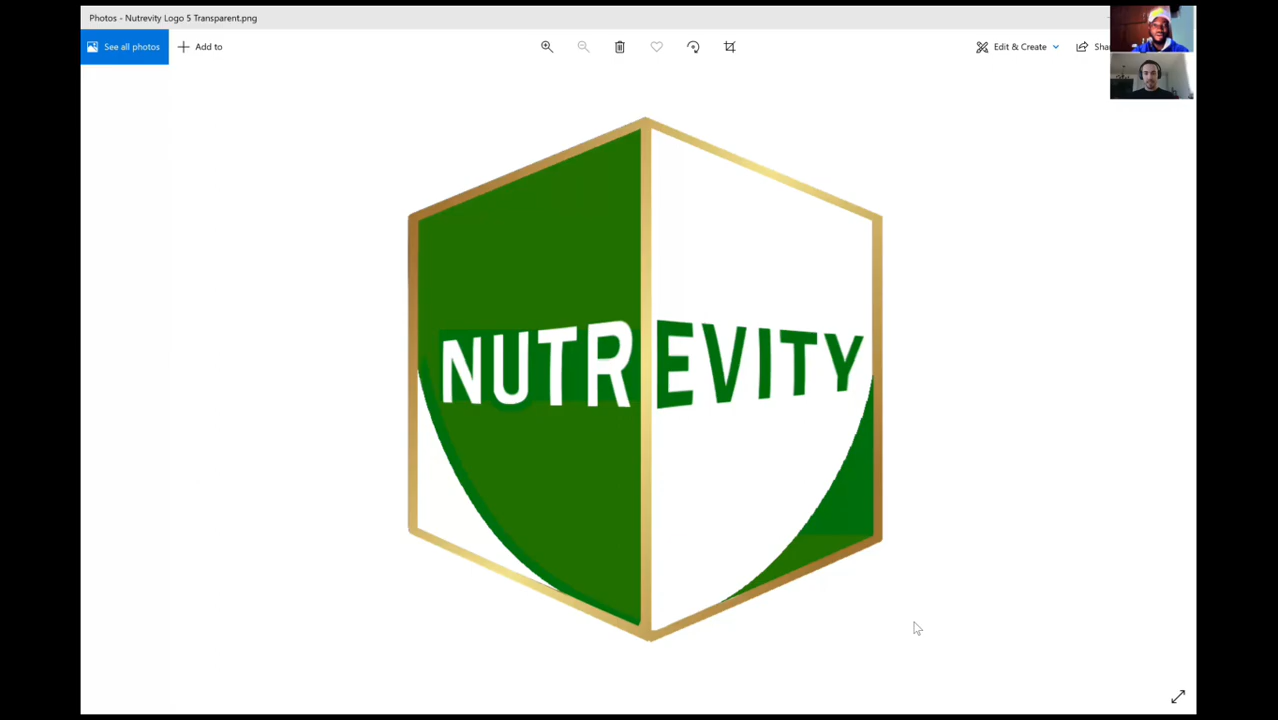 Photos - Nutrevity Logo 5 Transparent.png
See all photos
Add to
Edit & Create
NUTREVITY